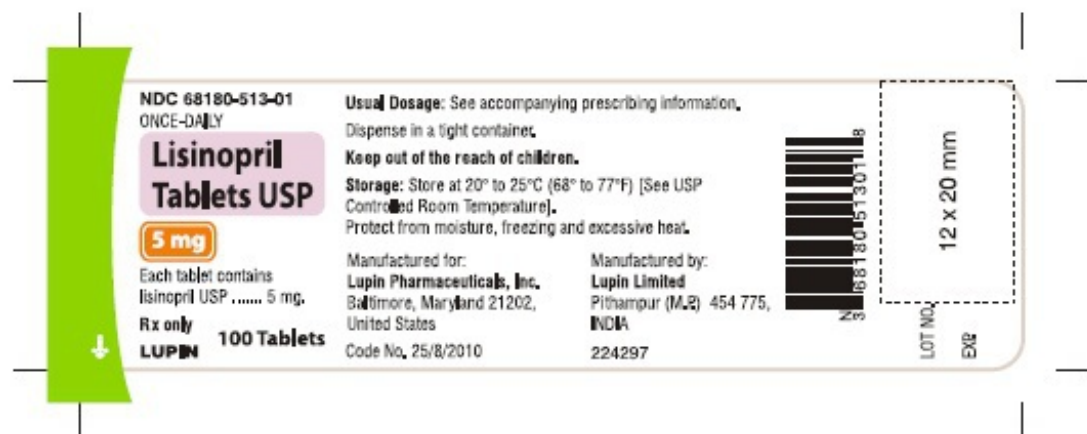 NDC 68180-513-01
ONCE-DAILY
Lisinopril
Tablets USP
5 mg
Each tablet contains
lisinopril USP ....... 5 mg.
Rx only
100 Tablets
LUPIN
Usual Dosage: See accompanying prescribing information.
Dispense in a tight container.
Keep out of the reach of children.
Storage: Store at 20° to 25°C (68° to 77°F) [See USP
Controlled Room Temperature].
Protect from moisture, freezing and excessive heat.
Manufactured for:
Lupin Pharmaceuticals, Inc.
Baltimore, Maryland 21202,
United States
Code No. 25/8/2010
Manufactured by:
Lupin Limited
Pithampur (M.P.) 454 775,
INDIA
224297
N
3 68180 51301 8
12 x 20 mm
LOT NO.
EXP.